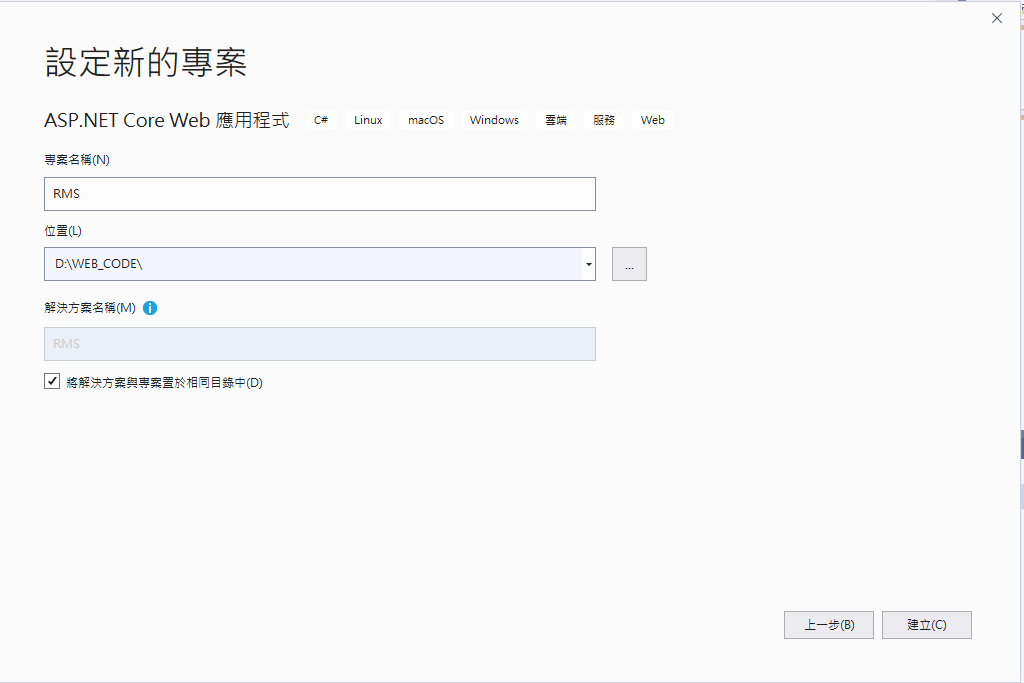 設定新的專案
ASP.NET Core Web 應用程式 C# Linux macOS Windows 雲端 服務 Web
專案名稱(N)
RMS
位置(L)
D:\WEB_CODE\
...
解決方案名稱(M)
RMS
將解決方案與專案置於相同目錄中(D)
上一步(B) 建立(C)